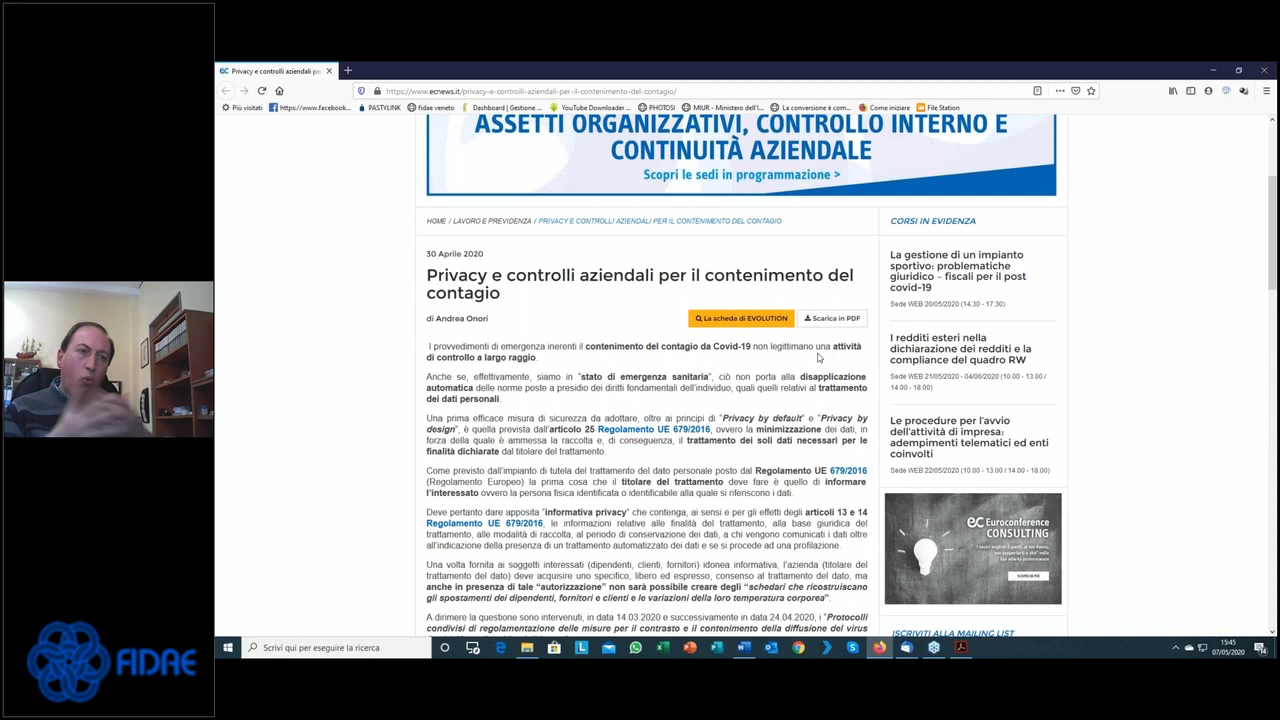 Privacy e controlli aziendali pe
https://www.ecnews.it/privacy-e-controlli-aziendali-per-il-contenimento-del-contagio/
Più visitati
https://www.facebook...
PASTYLINK
fidae veneto
Dashboard | Gestione ...
YouTube Downloader ...
PHOTOSI
MIUR - Ministero dell'I...
La conversione è com...
Come iniziare
File Station
ASSETTI ORGANIZZATIVI, CONTROLLO INTERNO E
CONTINUITÀ AZIENDALE
Scopri le sedi in programmazione >
HOME / LAVORO E PREVIDENZA / PRIVACY E CONTROLLI AZIENDALI PER IL CONTENIMENTO DEL CONTAGIO
30 Aprile 2020
Privacy e controlli aziendali per il contenimento del
contagio
di Andrea Onori
La scheda di EVOLUTION
Scarica in PDF
I provvedimenti di emergenza inerenti il contenimento del contagio da Covid-19 non legittimano una attività
di controllo a largo raggio.
Anche se, effettivamente, siamo in "stato di emergenza sanitaria", ciò non porta alla disapplicazione
automatica delle norme poste a presidio dei diritti fondamentali dell'individuo, quali quelli relativi al trattamento
dei dati personali.
Una prima efficace misura di sicurezza da adottare, oltre ai principi di "Privacy by default" e "Privacy by
design", è quella prevista dall'articolo 25 Regolamento UE 679/2016, ovvero la minimizzazione dei dati, in
forza della quale è ammessa la raccolta e, di conseguenza, il trattamento dei soli dati necessari per le
finalità dichiarate dal titolare del trattamento.
Come previsto dall'impianto di tutela del trattamento del dato personale posto dal Regolamento UE 679/2016
(Regolamento Europeo) la prima cosa che il titolare del trattamento deve fare è quello di informare
l'interessato ovvero la persona fisica identificata o identificabile alla quale si riferiscono i dati.
Deve pertanto dare apposita "informativa privacy" che contenga, ai sensi e per gli effetti degli articoli 13 e 14
Regolamento UE 679/2016, le informazioni relative alle finalità del trattamento, alla base giuridica del
trattamento, alle modalità di raccolta, al periodo di conservazione dei dati, a chi vengono comunicati i dati oltre
all'indicazione della presenza di un trattamento automatizzato dei dati e se si procede ad una profilazione.
Una volta fornita ai soggetti interessati (dipendenti, clienti, fornitori) idonea informativa, l'azienda (titolare del
trattamento del dato) deve acquisire uno specifico, libero ed espresso, consenso al trattamento del dato, ma
anche in presenza di tale "autorizzazione" non sarà possibile creare degli "schedari che ricostruiscano
gli spostamenti dei dipendenti, fornitori e clienti e le variazioni della loro temperatura corporea".
A dirimere la questione sono intervenuti, in data 14.03.2020 e successivamente in data 24.04.2020, i "Protocolli
condivisi di regolamentazione delle misure per il contrasto e il contenimento della diffusione del virus
CORSI IN EVIDENZA
La gestione di un impianto
sportivo: problematiche
giuridico – fiscali per il post
covid-19
Sede WEB 20/05/2020 (14.30 - 17.30)
I redditi esteri nella
dichiarazione dei redditi e la
compliance del quadro RW
Sede WEB 21/05/2020 - 04/06/2020 (10.00 - 13.00 /
14.00 - 18.00)
Le procedure per l'avvio
dell'attività di impresa:
adempimenti telematici ed enti
coinvolti
Sede WEB 22/05/2020 (10.00 - 13.00 / 14.00 - 18.00)
ec Euroconference
CONSULTING
SCOPRI DI PIÙ
ISCRIVITI ALLA MAILING LIST
Scrivi qui per eseguire la ricerca
15:45
07/05/2020
FIDAE